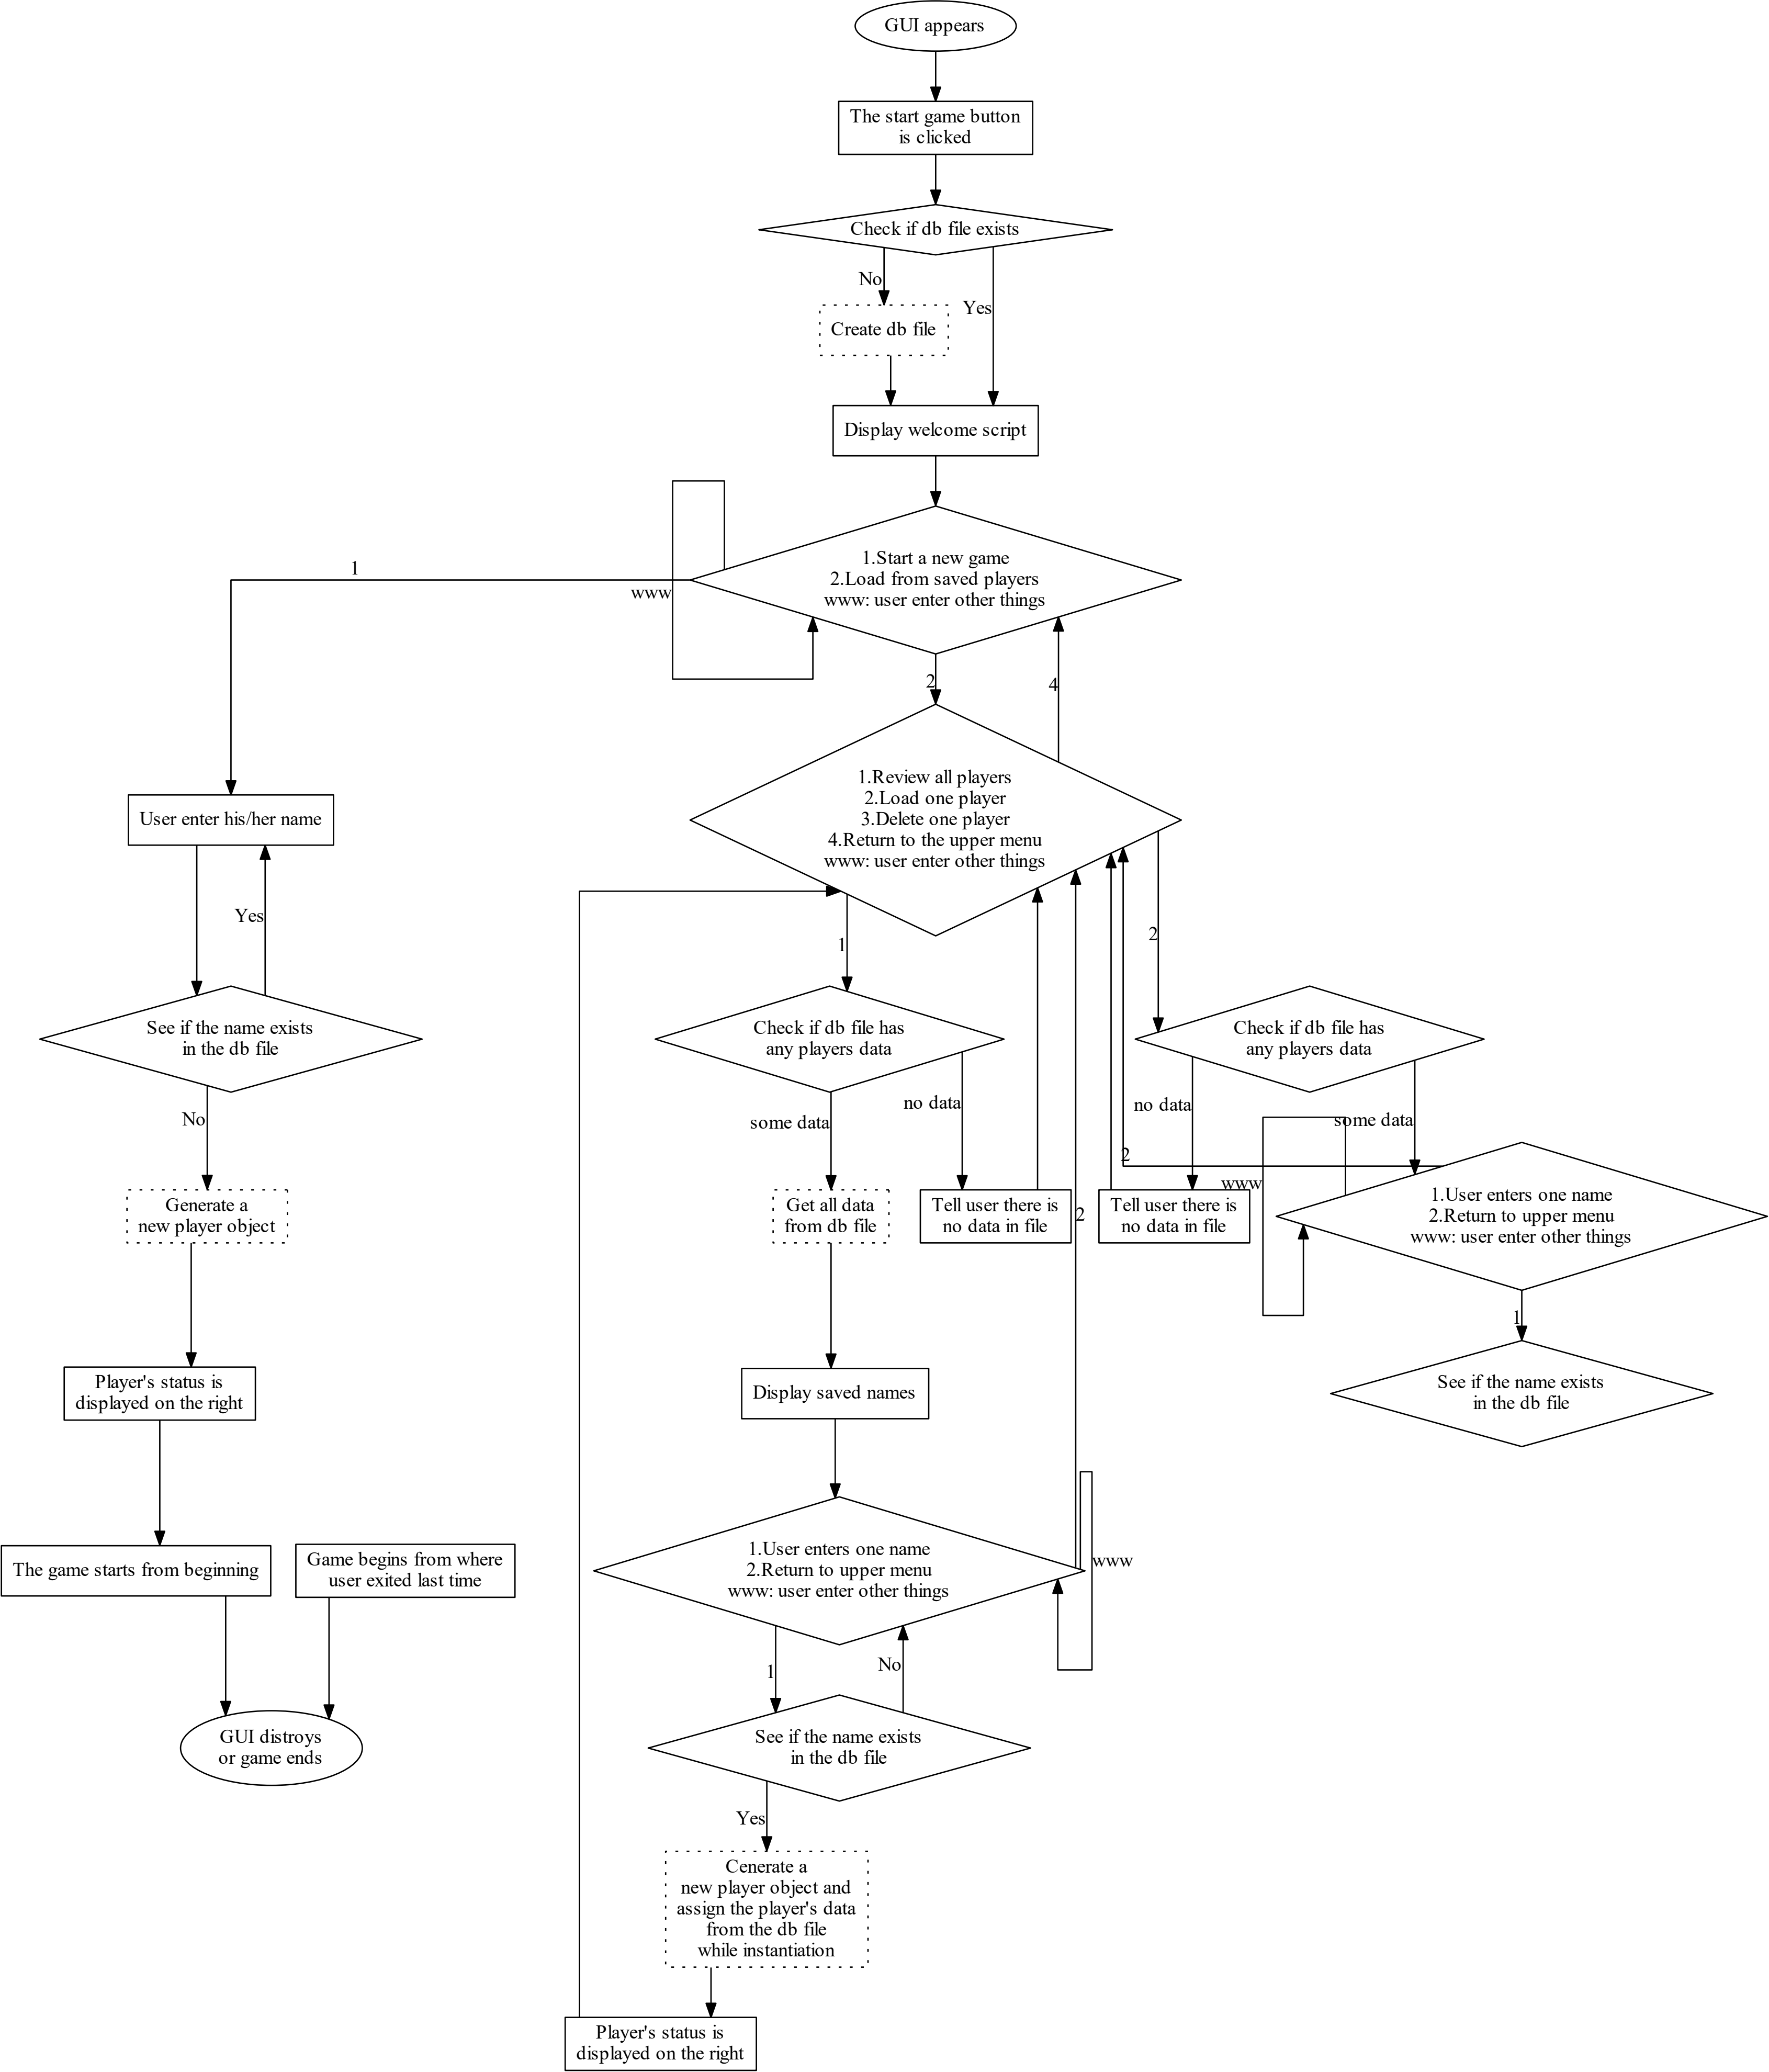 GUI appears
The start game button
is clicked
Check if db file exists
No
Yes
Create db file
Display welcome script
1.Start a new game
2.Load from saved players
www: user enter other things
1
www
2
4
1.Review all players
2.Load one player
3.Delete one player
4.Return to the upper menu
www: user enter other things
User enter his/her name
Yes
1
2
See if the name exists
in the db file
Check if db file has
any players data
Check if db file has
any players data
No
some data
no data
no data
some data
2
www
Generate a
new player object
Get all data
from db file
Tell user there is
no data in file
2
Tell user there is
no data in file
1.User enters one name
2.Return to upper menu
www: user enter other things
1
Player's status is
displayed on the right
Display saved names
See if the name exists
in the db file
The game starts from beginning
Game begins from where
user exited last time
1.User enters one name
2.Return to upper menu
www: user enter other things
www
1
No
GUI distroys
or game ends
See if the name exists
in the db file
Yes
Cenerate a
new player object and
assign the player's data
from the db file
while instantiation
Player's status is
displayed on the right